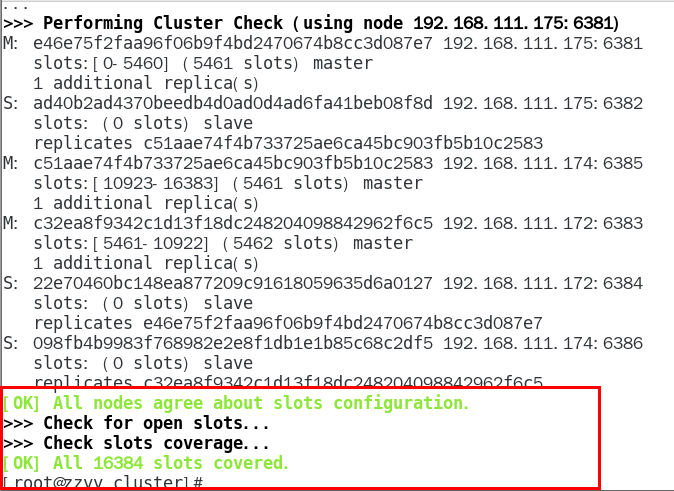 ...
>>> Performing Cluster Check (using node 192.168.111.175:6381)
M: e46e75f2faa96f06b9f4bd2470674b8cc3d087e7 192.168.111.175:6381
slots:[0-5460] (5461 slots) master
1 additional replica(s)
S: ad40b2ad4370beedb4d0ad0d4ad6fa41beb08f8d 192.168.111.175:6382
slots: (0 slots) slave
replicates c51aae74f4b733725ae6ca45bc903fb5b10c2583
M: c51aae74f4b733725ae6ca45bc903fb5b10c2583 192.168.111.174:6385
slots:[10923-16383] (5461 slots) master
1 additional replica(s)
M: c32ea8f9342c1d13f18dc248204098842962f6c5 192.168.111.172:6383
slots:[5461-10922] (5462 slots) master
1 additional replica(s)
S: 22e70460bc148ea877209c91618059635d6a0127 192.168.111.172:6384
slots: (0 slots) slave
replicates e46e75f2faa96f06b9f4bd2470674b8cc3d087e7
S: 098fb4b9983f768982e2e8f1db1e1b85c68c2df5 192.168.111.174:6386
slots: (0 slots) slave
replicates c32ea8f9342c1d13f18dc248204098842962f6c5
[OK] All nodes agree about slots configuration.
>>> Check for open slots...
>>> Check slots coverage...
[OK] All 16384 slots covered.
[root@zzyy cluster]#